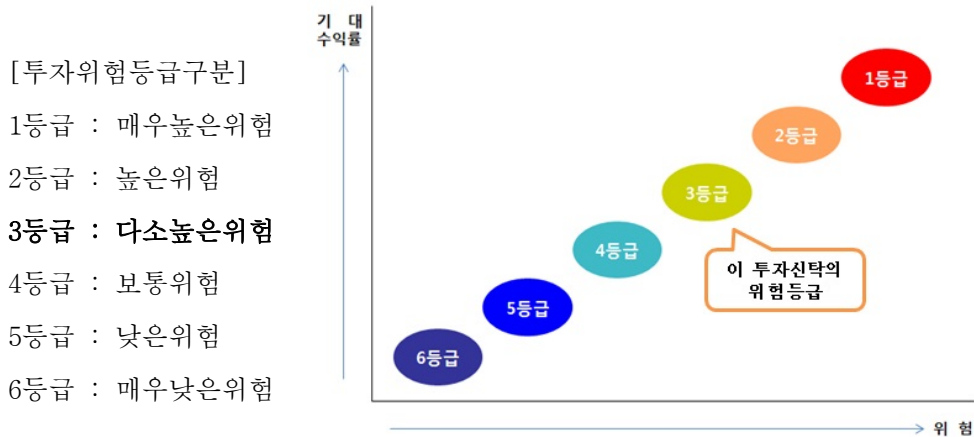 [투자위험등급구분]
1등급 : 매우높은위험
2등급 : 높은위험
3등급 : 다소높은위험
4등급 : 보통위험
5등급 : 낮은위험
6등급 : 매우낮은위험
기 대
수익률
1등급
2등급
3등급
4등급
이 투자신탁의
위험등급
5등급
6등급
위 험